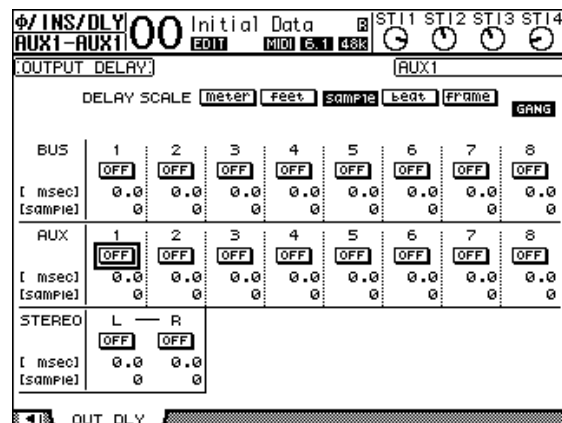 Φ/INS/DLY 00 Initial Data R ST11 ST12 ST13 ST14
AUX1-AUX1 EDIT MIDI 6.1 48K
OUTPUT DELAY AUX1
DELAY SCALE meter feet sample beat frame GANG
BUS 1 2 3 4 5 6 7 8
OFF OFF OFF OFF OFF OFF OFF OFF
[ msec] 0.0 0.0 0.0 0.0 0.0 0.0 0.0 0.0
[sample] 0 0 0 0 0 0 0 0
AUX 1 2 3 4 5 6 7 8
OFF OFF OFF OFF OFF OFF OFF OFF
[ msec] 0.0 0.0 0.0 0.0 0.0 0.0 0.0 0.0
[sample] 0 0 0 0 0 0 0 0
STEREO L — R
OFF OFF
[ msec] 0.0 0.0
[sample] 0 0
OUT DLY